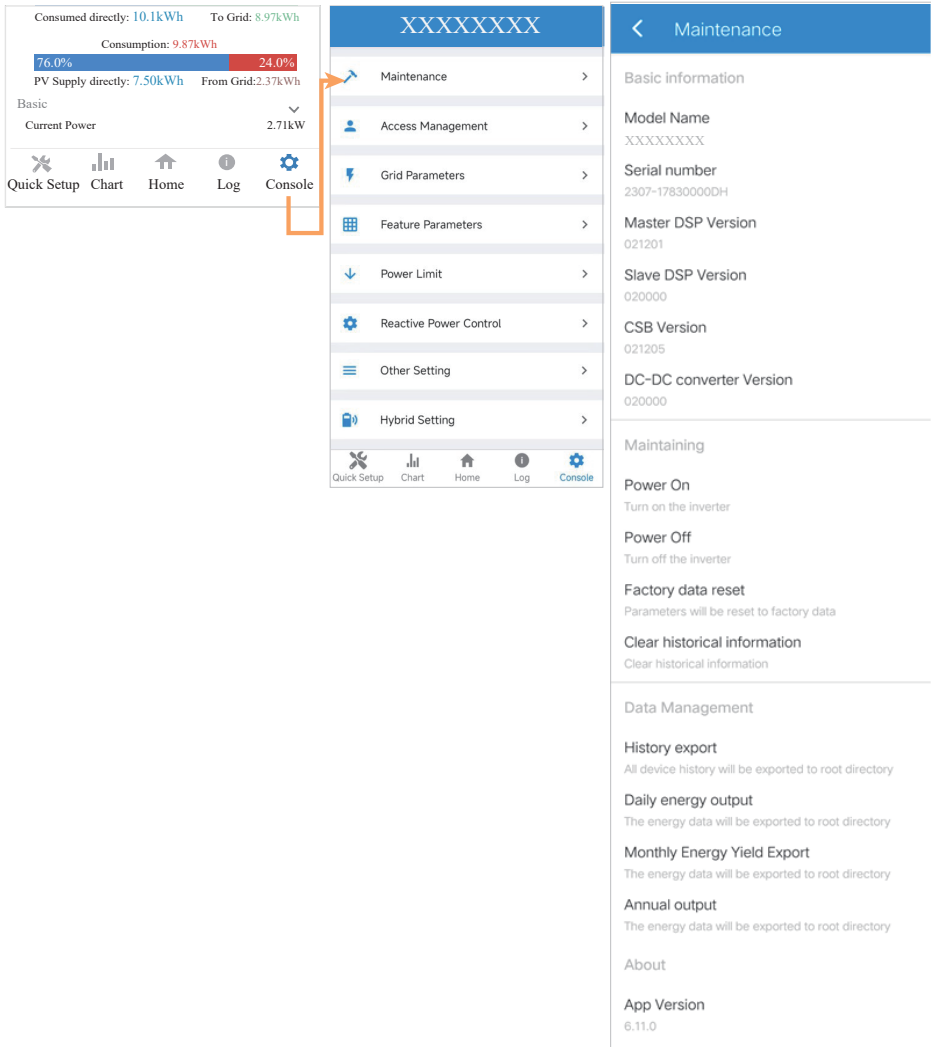 Consumed directly: 10.1kWh To Grid: 8.97kWh
Consumption: 9.87kWh
76.0% 24.0%
PV Supply directly: 7.50kWh From Grid:2.37kWh
Basic
Current Power 2.71kW
Quick Setup Chart Home Log Console
XXXXXXXX
Maintenance
Access Management
Grid Parameters
Feature Parameters
Power Limit
Reactive Power Control
Other Setting
Hybrid Setting
Quick Setup Chart Home Log Console
Maintenance
Basic information
Model Name
XXXXXXXX
Serial number
2307-17830000DH
Master DSP Version
021201
Slave DSP Version
020000
CSB Version
021205
DC-DC converter Version
020000
Maintaining
Power On
Turn on the inverter
Power Off
Turn off the inverter
Factory data reset
Parameters will be reset to factory data
Clear historical information
Clear historical information
Data Management
History export
All device history will be exported to root directory
Daily energy output
The energy data will be exported to root directory
Monthly Energy Yield Export
The energy data will be exported to root directory
Annual output
The energy data will be exported to root directory
About
App Version
6.11.0